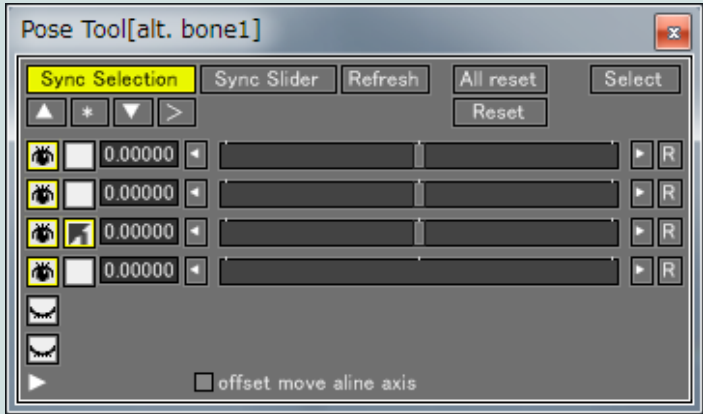 Pose Tool[alt. bone1]
Sync Selection Sync Slider Refresh All reset Select
* > Reset
0.00000 R
0.00000 R
0.00000 R
0.00000 R
offset move aline axis